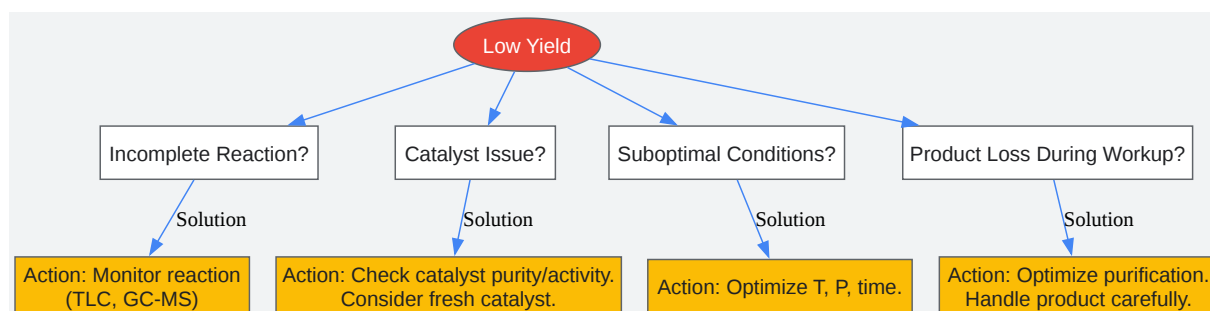 Low Yield
Incomplete Reaction?
Catalyst Issue?
Suboptimal Conditions?
Product Loss During Workup?
Solution
Solution
Solution
Solution
Action: Monitor reaction
(TLC, GC-MS)
Action: Check catalyst purity/activity.
Consider fresh catalyst.
Action: Optimize T, P, time.
Action: Optimize purification.
Handle product carefully.